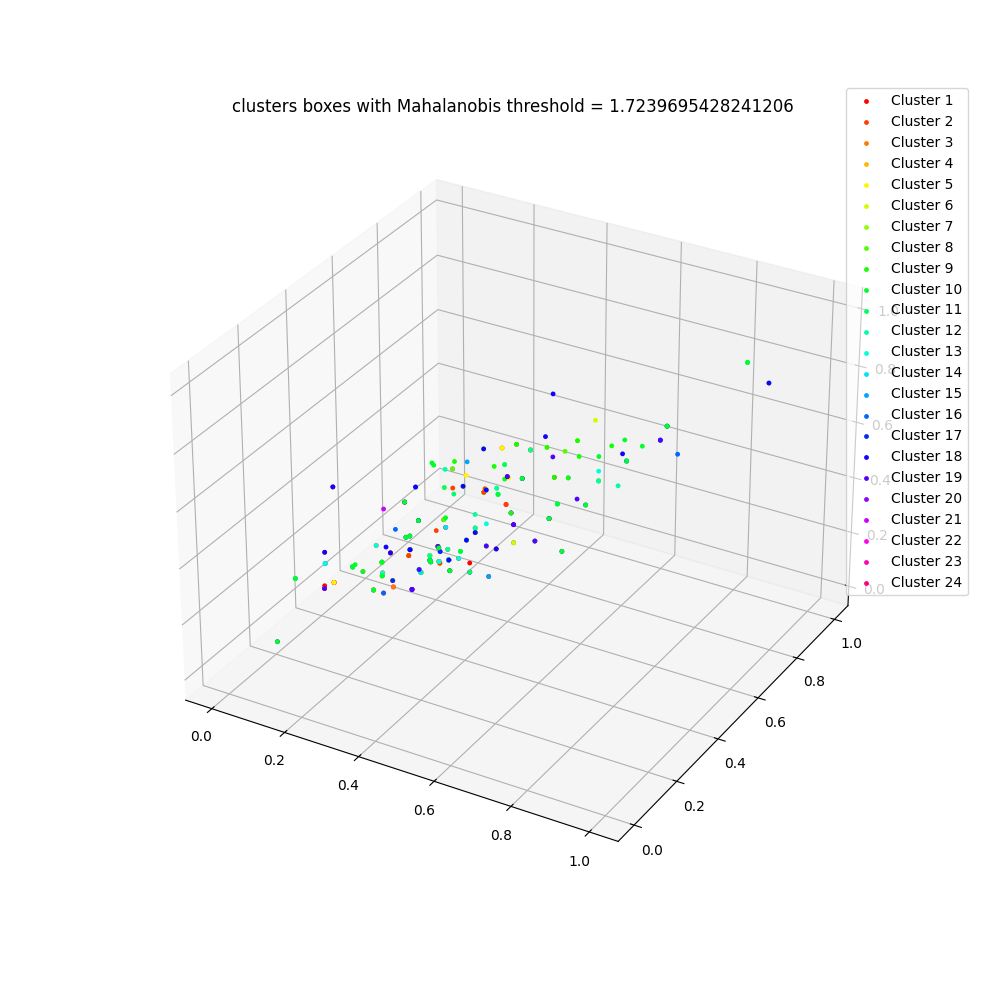 clusters boxes with Mahalanobis threshold = 1.7239695428241206
Cluster 1
Cluster 2
Cluster 3
Cluster 4
Cluster 5
Cluster 6
Cluster 7
Cluster 8
Cluster 9
Cluster 10
Cluster 11
Cluster 12
Cluster 13
Cluster 14
Cluster 15
Cluster 16
Cluster 17
Cluster 18
Cluster 19
Cluster 20
Cluster 21
Cluster 22
Cluster 23
Cluster 24
1.0
0.8
0.6
0.4
0.2
0.0
1.0
0.8
0.6
0.4
0.2
0.0
0.0
0.2
0.4
0.6
0.8
1.0